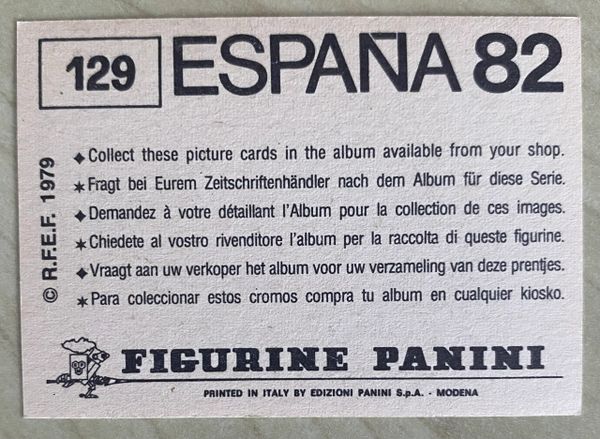 129 ESPAÑA 82
◆ Collect these picture cards in the album available from your shop.
✶ Fragt bei Eurem Zeitschriftenhändler nach dem Album für diese Serie.
◆ Demandez à votre détaillant l'Album pour la collection de ces images.
✶ Chiedete al vostro rivenditore l'album per la raccolta di queste figurine.
◆ Vraagt aan uw verkoper het album voor uw verzameling van deze prentjes.
✶ Para coleccionar estos cromos compra tu album en cualquier kiosko.
© R.F.E.F. 1979
FIGURINE PANINI
PRINTED IN ITALY BY EDIZIONI PANINI S.p.A. - MODENA